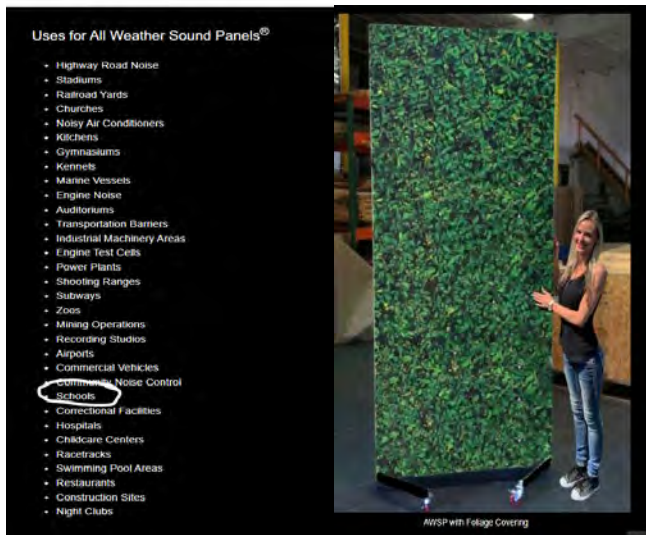 Uses for All Weather Sound Panels®
Highway Road Noise
Stadiums
Railroad Yards
Churches
Noisy Air Conditioners
Kitchens
Gymnasiums
Kennels
Marine Vessels
Engine Noise
Auditoriums
Transportation Barriers
Industrial Machinery Areas
Engine Test Cells
Power Plants
Shooting Ranges
Subways
Zoos
Mining Operations
Recording Studios
Airports
Commercial Vehicles
Community Noise Control
Schools
Correctional Facilities
Hospitals
Childcare Centers
Racetracks
Swimming Pool Areas
Restaurants
Construction Sites
Night Clubs
AWSP with Foliage Covering